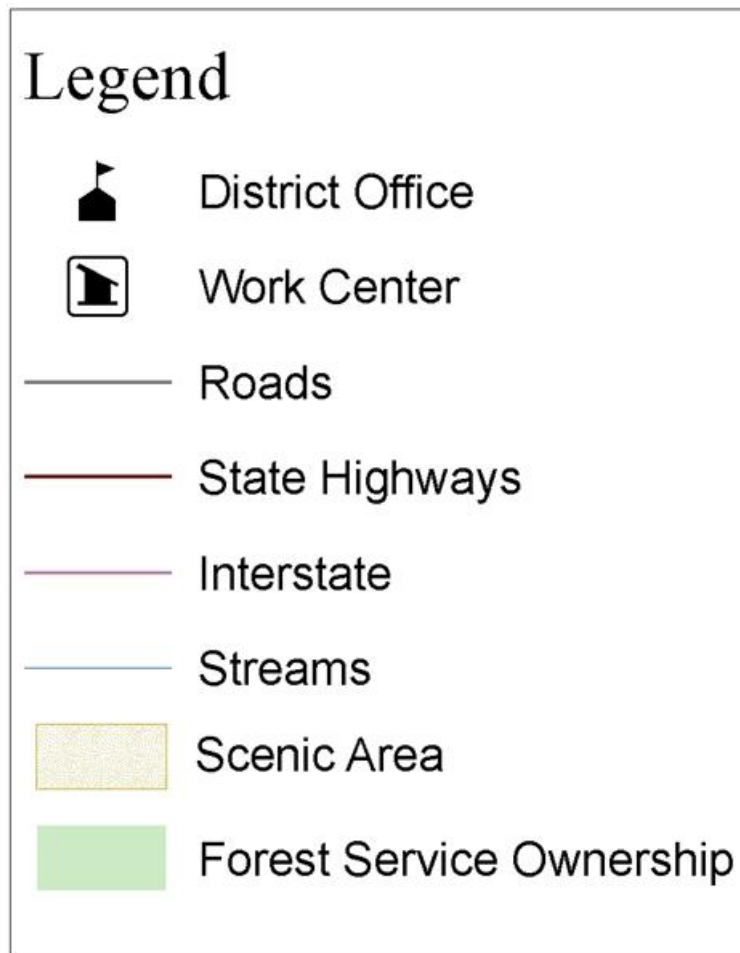 Legend
District Office
Work Center
Roads
State Highways
Interstate
Streams
Scenic Area
Forest Service Ownership